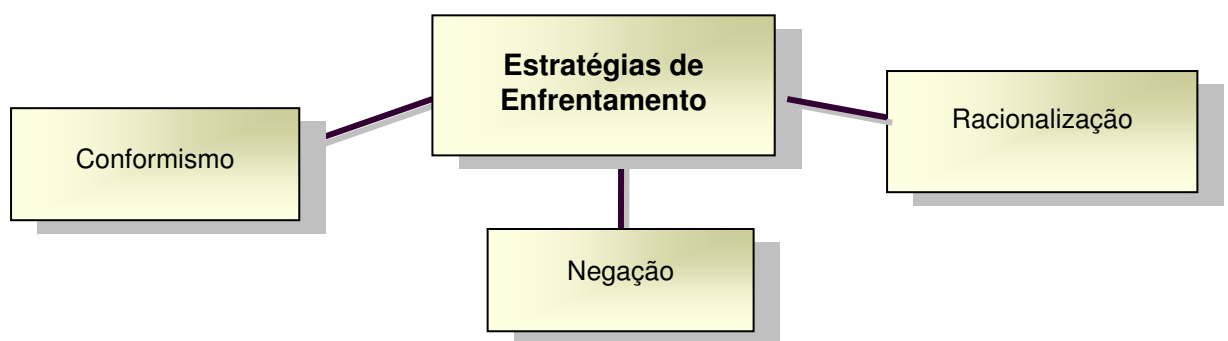 Estratégias de
Enfrentamento
Racionalização
Conformismo
Negação